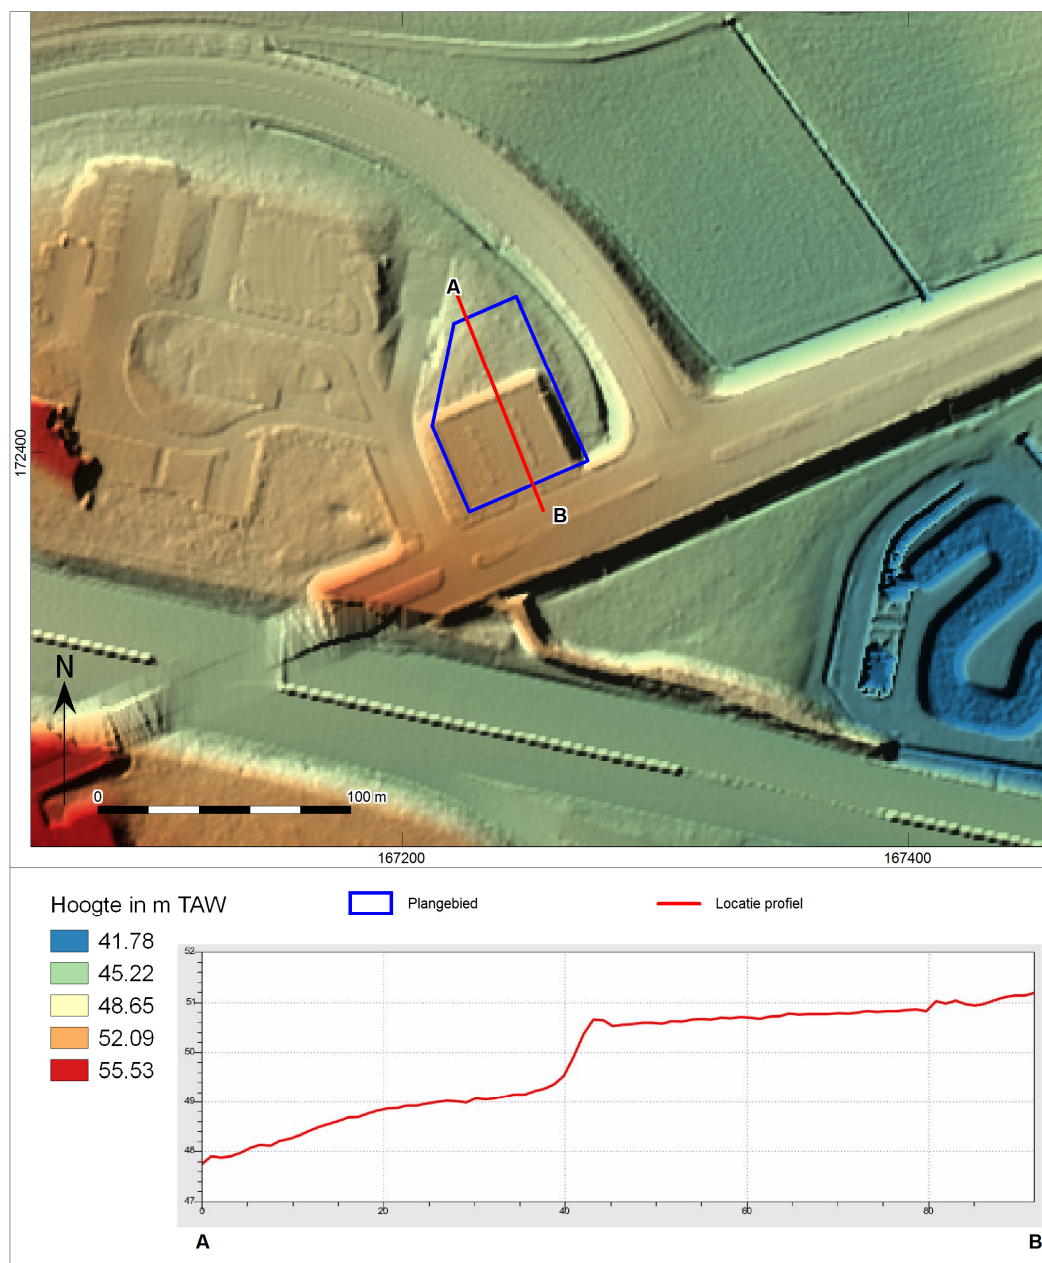 A
172400
B
N
0 100 m
167200 167400
Hoogte in m TAW
Plangebied
Locatie profiel
41.78
45.22
48.65
52.09
55.53
52
51
50
49
48
47
0 20 40 60 80
A B